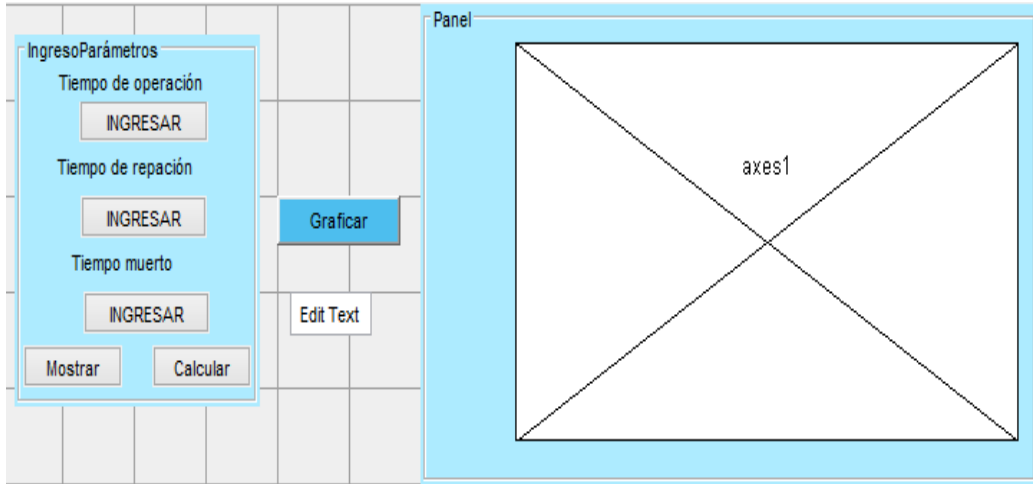 IngresoParámetros
Tiempo de operación
INGRESAR
Tiempo de repación
INGRESAR
Tiempo muerto
INGRESAR
Mostrar
Calcular
Graficar
Edit Text
Panel
axes1